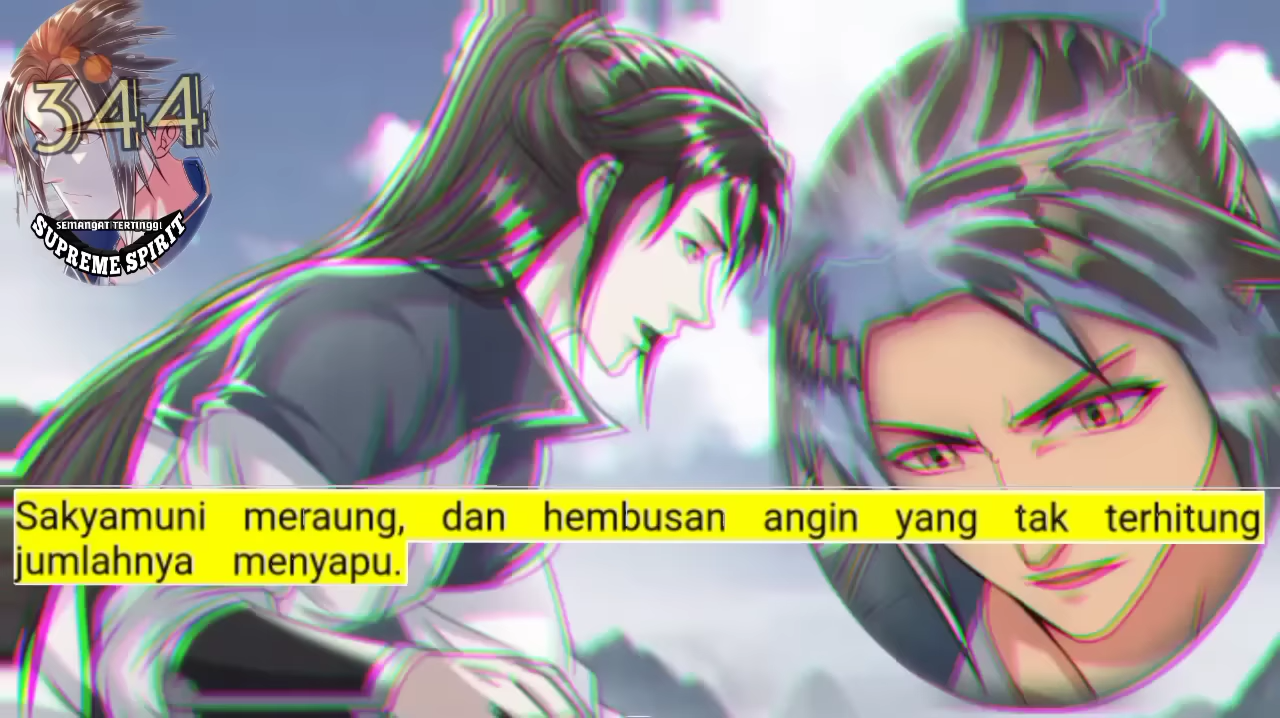 344
SEMANGAT TERTINGGI
SUPREME SPIRIT
Sakyamuni meraung, dan hembusan angin yang tak terhitung
jumlahnya menyapu.